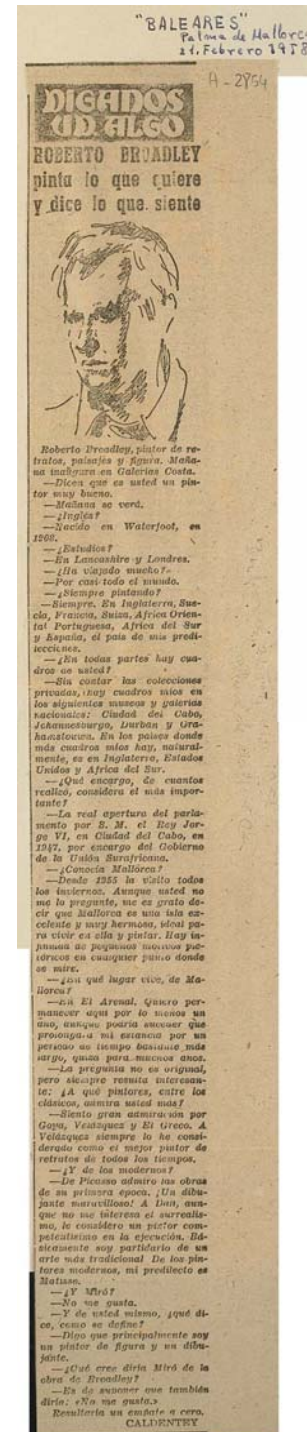 "BALEARES"
Palma de Mallorca
21. Febrero 1958
A-2854
DIGANOS
UD. ALGO
ROBERTO BROADLEY
pinta lo que quiere
y dice lo que siente
Roberto Broadley, pintor de re-
tratos, paisajes y figura. Maña-
na inaugura en Galerías Costa.
—Dicen que es usted un pin-
tor muy bueno.
—Mañana se verá.
—¿Inglés?
—Nacido en Waterfoot, en
—¿Estudios?
—En Lancashire y Londres.
—¿Ha viajado mucho?
—Por casi todo el mundo.
—¿Siempre pintando?
—Siempre. En Inglaterra, Sue-
cia, Francia, Suiza, Africa Orien-
tal Portuguesa, Africa del Sur
y España, el país de mis predi-
lecciones.
—¿En todas partes hay cua-
dros de usted?
—Sin contar las colecciones
privadas, hay cuadros míos en
los siguientes museos y galerías
nacionales: Ciudad del Cabo,
Johannesburgo, Durban y Gra-
hamstown. En los países donde
más cuadros míos hay, natural-
mente, es en Inglaterra, Estados
Unidos y Africa del Sur.
—¿Qué encargo, de cuantos
realizó, considera el más impor-
tante?
—La real apertura del parla-
mento por S. M. el Rey Jor-
ge VI, en Ciudad del Cabo, en
1947, por encargo del Gobierno
de la Unión Surafricana.
—¿Conocía Mallorca?
—Desde 1955 la visito todos
los inviernos. Aunque usted no
me lo pregunte, me es grato de-
cir que Mallorca es una isla ex-
celente y muy hermosa, ideal pa-
ra vivir en ella y pintar. Hay in-
finidad de pequeños motivos pic-
tóricos en cualquier punto donde
se mire.
—¿En qué lugar vive, de Ma-
llorca?
—En El Arenal. Quiero per-
manecer aquí por lo menos un
año, aunque podría suceder que
prolongara mi estancia por un
período de tiempo bastante más
largo, quizá para muchos años.
—La pregunta no es original,
pero siempre resulta interesan-
te: ¿A qué pintores, entre los
clásicos, admira usted más?
—Siento gran admiración por
Goya, Velázquez y El Greco. A
Velázquez siempre lo he consi-
derado como el mejor pintor de
retratos de todos los tiempos.
—¿Y de los modernos?
—De Picasso admiro las obras
de su primera época. ¡Un dibu-
jante maravilloso! A Dalí, aun-
que no me interesa el surrealis-
mo, le considero un pintor com-
petentísimo en la ejecución. Bá-
sicamente soy partidario de un
arte más tradicional. De los pin-
tores modernos, mi predilecto es
Matisse.
—¿Y Miró?
—No me gusta.
—Y de usted mismo, ¿qué di-
ce, cómo se define?
—Digo que principalmente soy
un pintor de figura y un dibu-
jante.
—¿Qué cree diría Miró de la
obra de Broadley?
—Es de suponer que también
diría: «No me gusta.»
Resultaría un empate a cero.
CALDENTEY